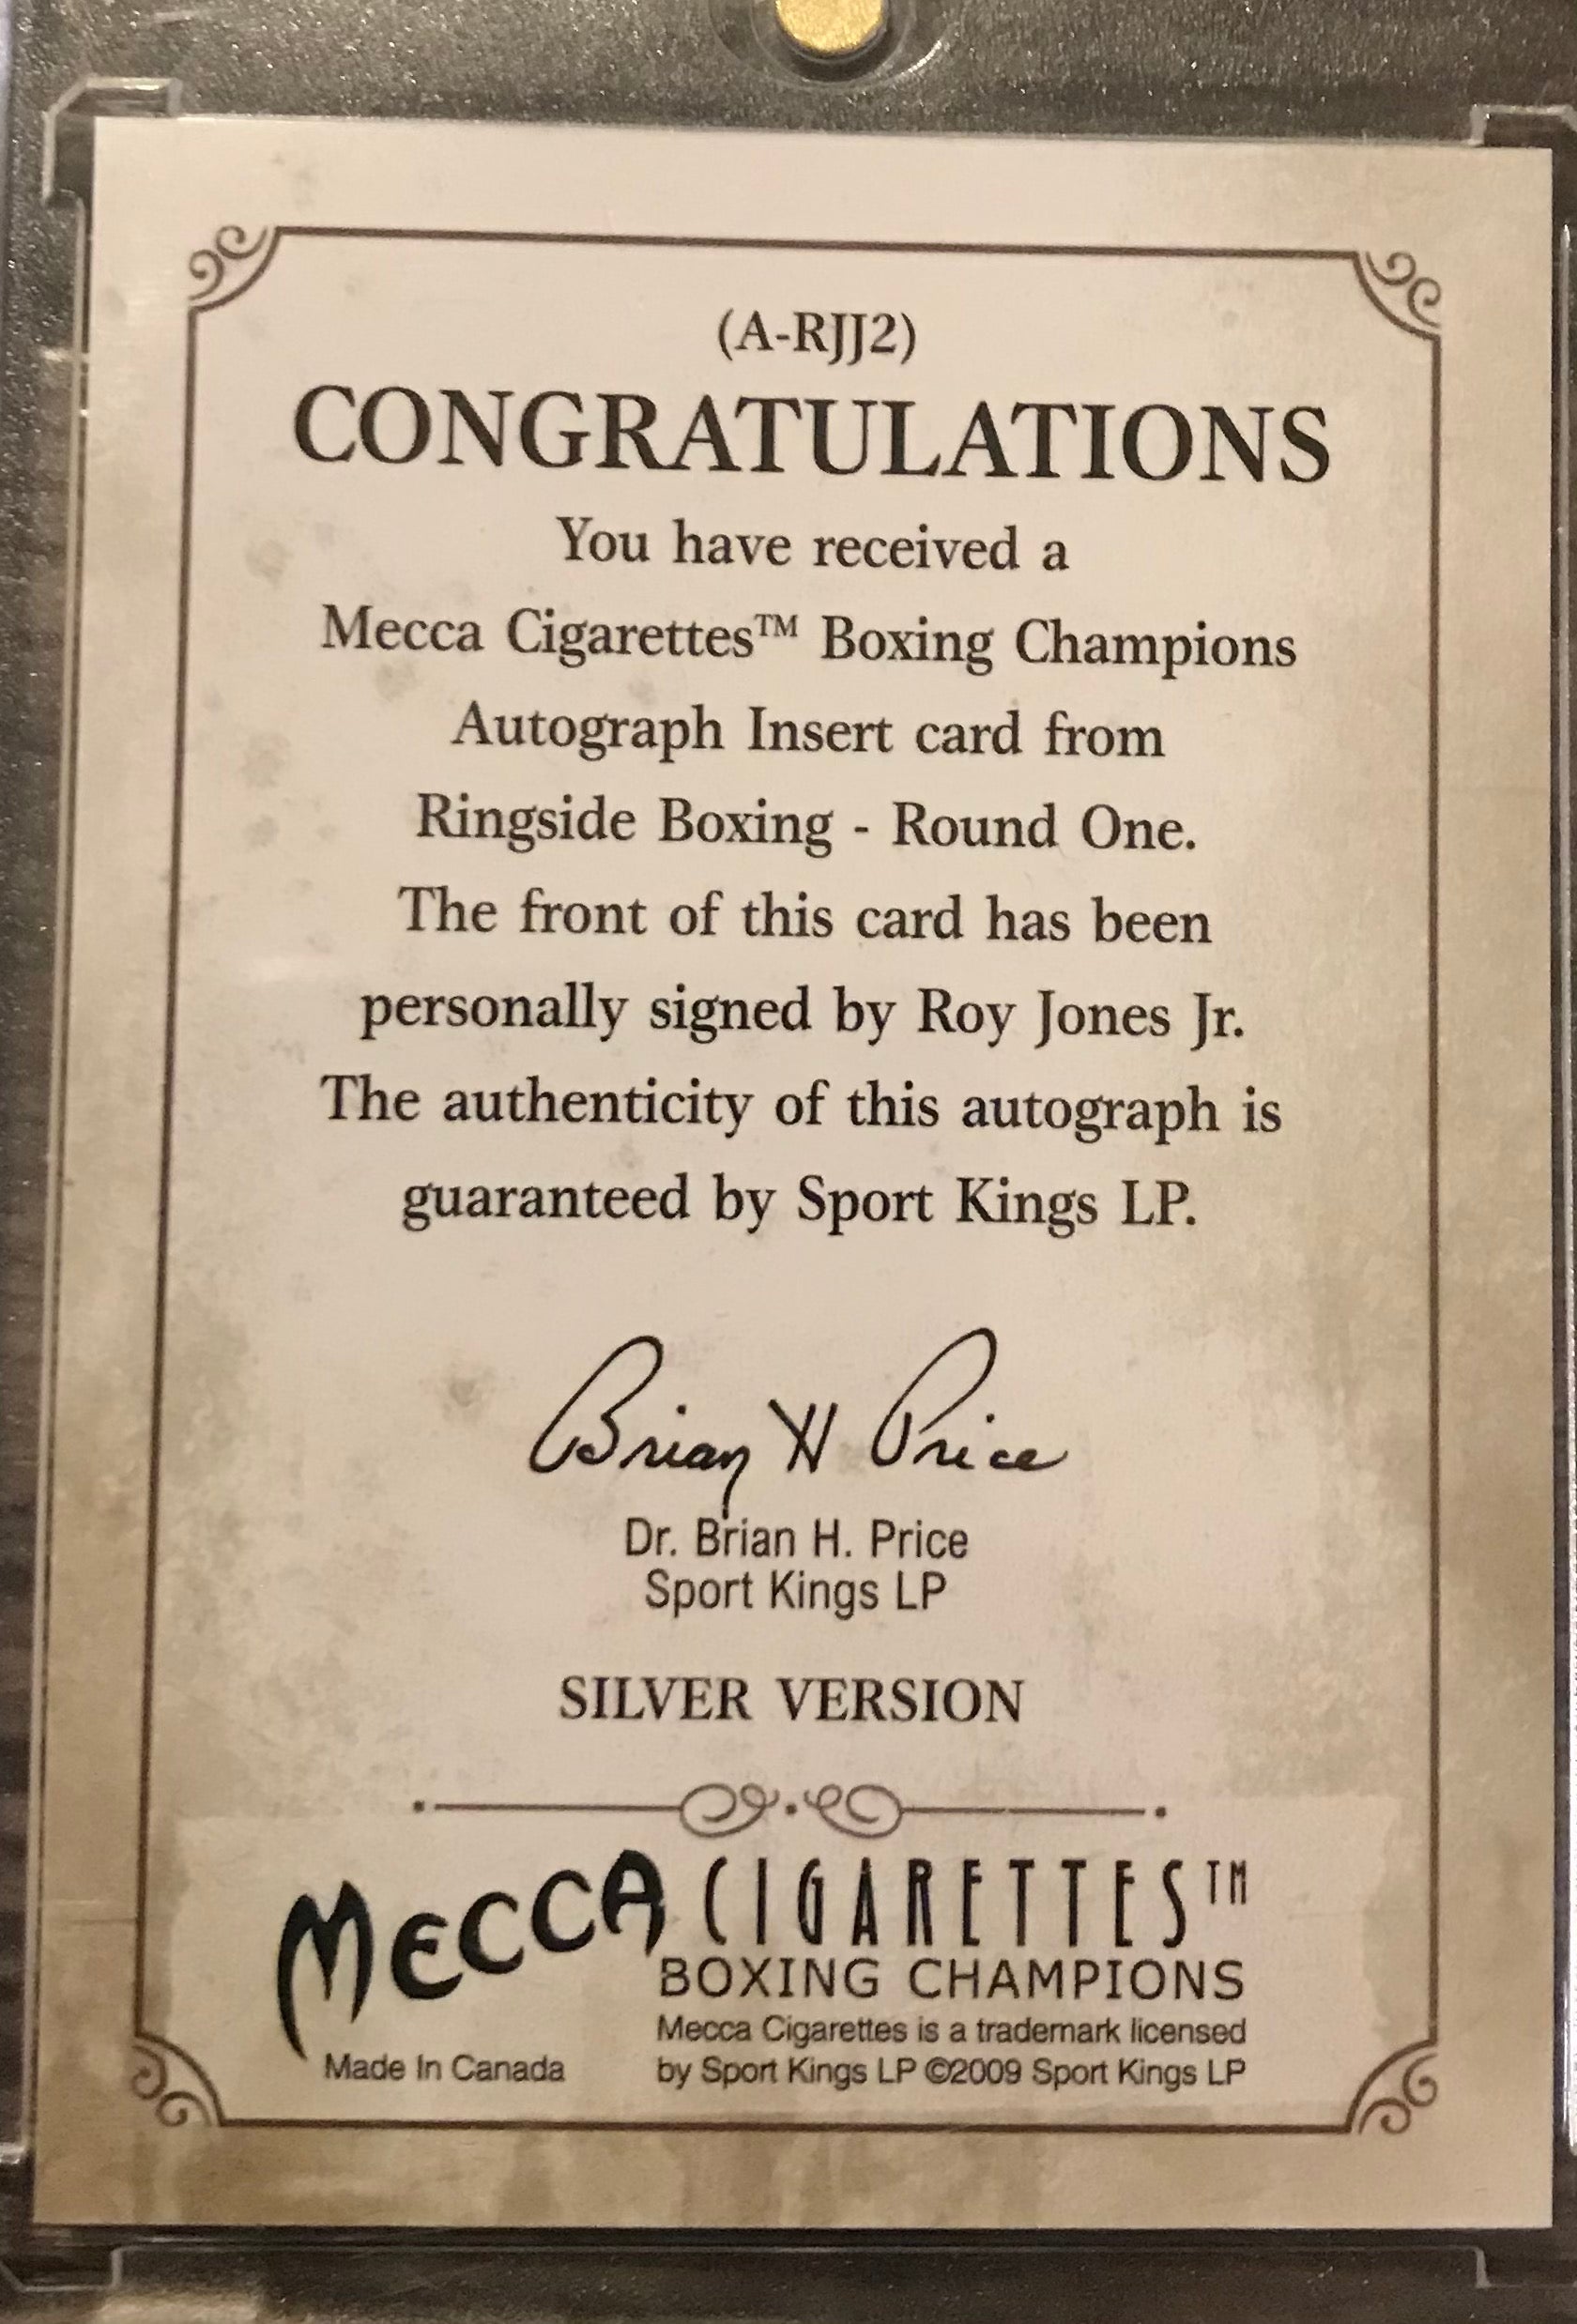 (A-RJJ2)
CONGRATULATIONS
You have received a
Mecca Cigarettes™ Boxing Champions
Autograph Insert card from
Ringside Boxing - Round One.
The front of this card has been
personally signed by Roy Jones Jr.
The authenticity of this autograph is
guaranteed by Sport Kings LP.
Brian H Price
Dr. Brian H. Price
Sport Kings LP
SILVER VERSION
MECCA CIGARETTES™
BOXING CHAMPIONS
Mecca Cigarettes is a trademark licensed
Made In Canada by Sport Kings LP ©2009 Sport Kings LP